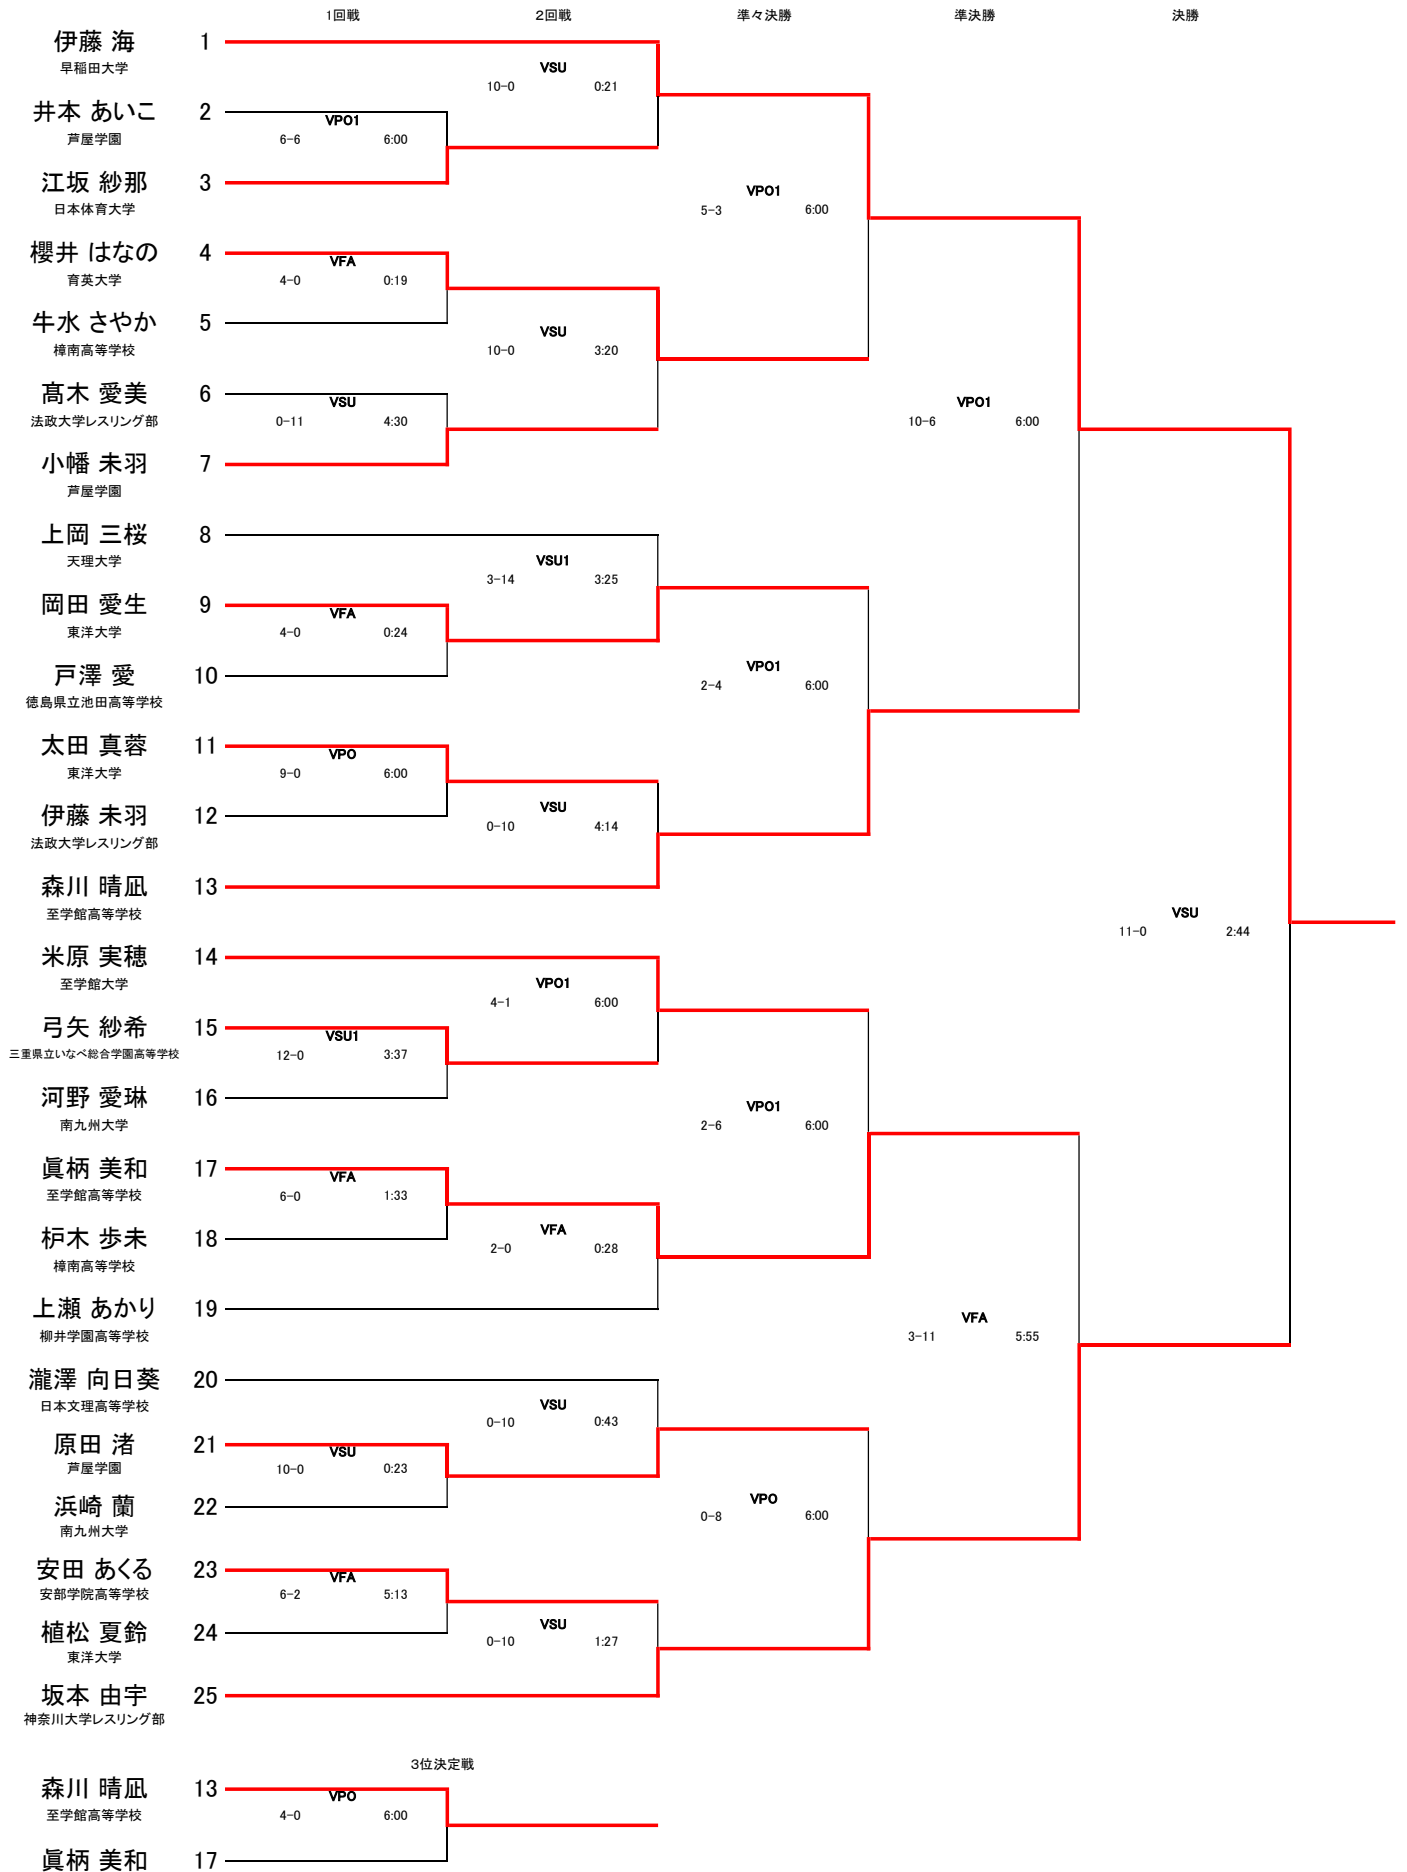 1回戦 2回戦 準々決勝 準決勝 決勝
伊藤 海 1
早稲田大学
VSU
10-0 0:21
井本 あいこ 2
芦屋学園
VPO1
6-6 6:00
江坂 紗那 3
日本体育大学
VPO1
5-3 6:00
櫻井 はなの 4
育英大学
VFA
4-0 0:19
牛水 さやか 5
樟南高等学校
VSU
10-0 3:20
髙木 愛美 6
法政大学レスリング部
VSU
0-11 4:30
VPO1
10-6 6:00
小幡 未羽 7
芦屋学園
上岡 三桜 8
天理大学
VSU1
3-14 3:25
岡田 愛生 9
東洋大学
VFA
4-0 0:24
戸澤 愛 10
徳島県立池田高等学校
VPO1
2-4 6:00
太田 真蓉 11
東洋大学
VPO
9-0 6:00
伊藤 未羽 12
法政大学レスリング部
VSU
0-10 4:14
森川 晴凪 13
至学館高等学校
VSU
11-0 2:44
米原 実穂 14
至学館大学
VPO1
4-1 6:00
弓矢 紗希 15
三重県立いなべ総合学園高等学校
VSU1
12-0 3:37
河野 愛琳 16
南九州大学
VPO1
2-6 6:00
眞柄 美和 17
至学館高等学校
VFA
6-0 1:33
枦木 歩未 18
樟南高等学校
VFA
2-0 0:28
上瀬 あかり 19
柳井学園高等学校
VFA
3-11 5:55
瀧澤 向日葵 20
日本文理高等学校
VSU
0-10 0:43
原田 渚 21
芦屋学園
VSU
10-0 0:23
浜崎 蘭 22
南九州大学
VPO
0-8 6:00
安田 あくる 23
安部学院高等学校
VFA
6-2 5:13
植松 夏鈴 24
東洋大学
VSU
0-10 1:27
坂本 由宇 25
神奈川大学レスリング部
3位決定戦
森川 晴凪 13
至学館高等学校
VPO
4-0 6:00
眞柄 美和 17